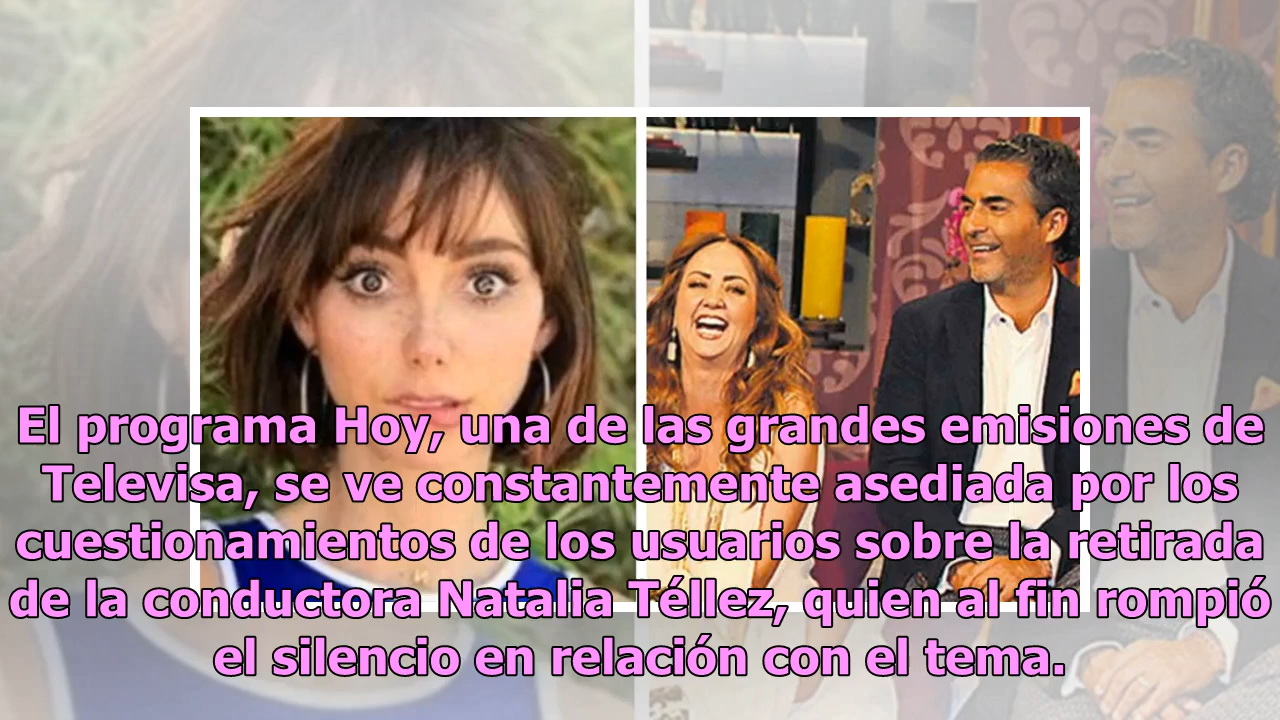 El programa Hoy, una de las grandes emisiones de
Televisa, se ve constantemente asediada por los
cuestionamientos de los usuarios sobre la retirada
de la conductora Natalia Téllez, quien al fin rompió
el silencio en relación con el tema.